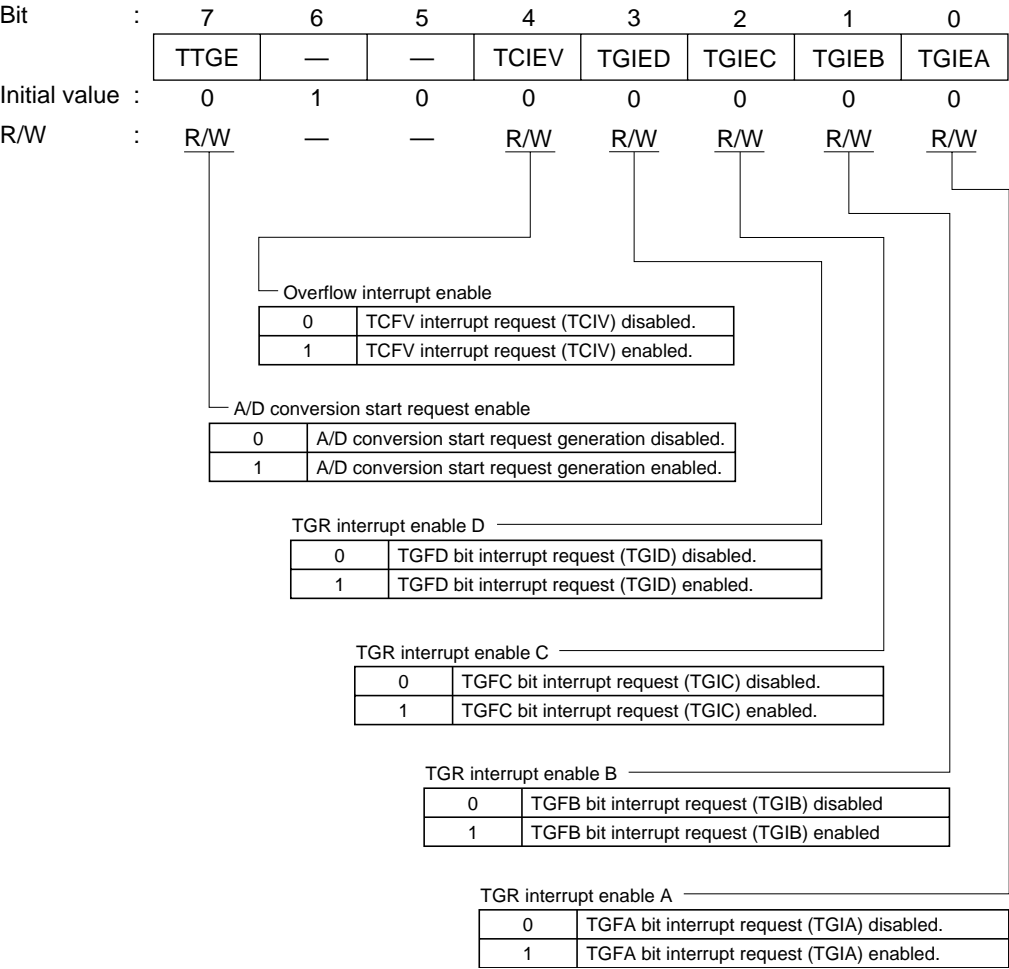 Bit : 7 6 5 4 3 2 1 0
TTGE — — TCIEV TGIED TGIEC TGIEB TGIEA
Initial value : 0 1 0 0 0 0 0 0
R/W : R/W — — R/W R/W R/W R/W R/W
Overflow interrupt enable
0 TCFV interrupt request (TCIV) disabled.
1 TCFV interrupt request (TCIV) enabled.
A/D conversion start request enable
0 A/D conversion start request generation disabled.
1 A/D conversion start request generation enabled.
TGR interrupt enable D
0 TGFD bit interrupt request (TGID) disabled.
1 TGFD bit interrupt request (TGID) enabled.
TGR interrupt enable C
0 TGFC bit interrupt request (TGIC) disabled.
1 TGFC bit interrupt request (TGIC) enabled.
TGR interrupt enable B
0 TGFB bit interrupt request (TGIB) disabled
1 TGFB bit interrupt request (TGIB) enabled
TGR interrupt enable A
0 TGFA bit interrupt request (TGIA) disabled.
1 TGFA bit interrupt request (TGIA) enabled.